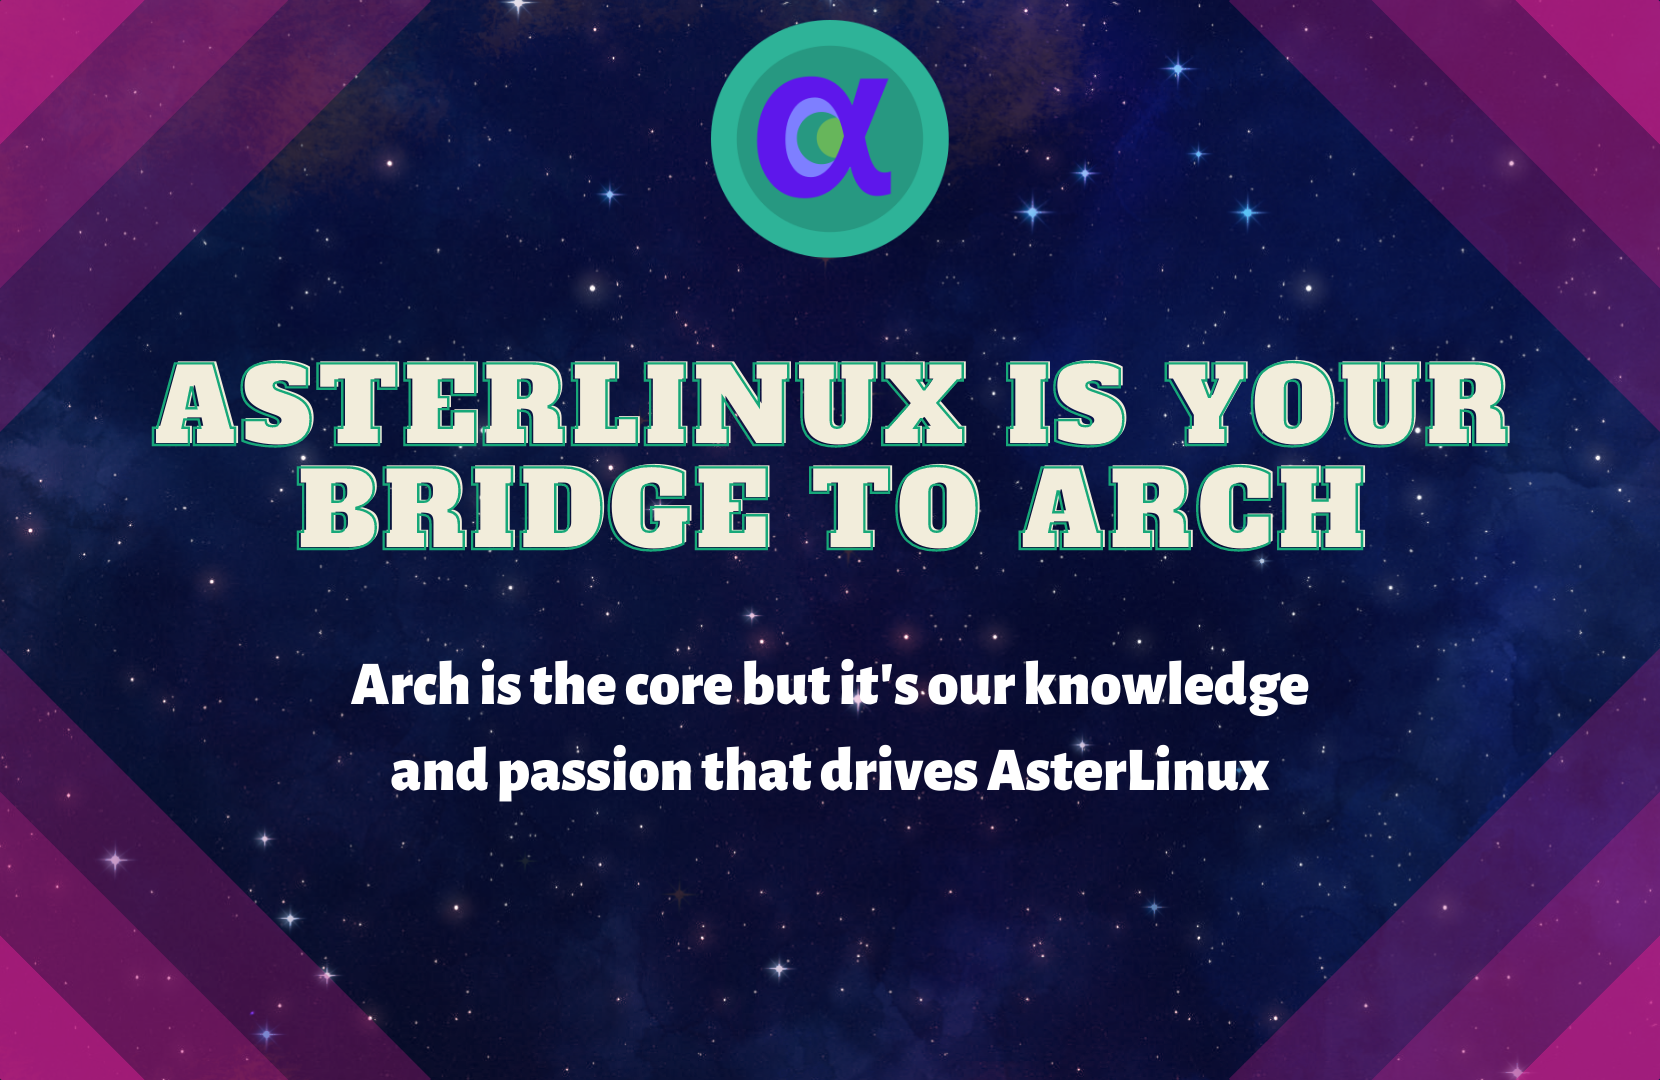 α
ASTERLINUX IS YOUR
BRIDGE TO ARCH
Arch is the core but it's our knowledge
and passion that drives AsterLinux